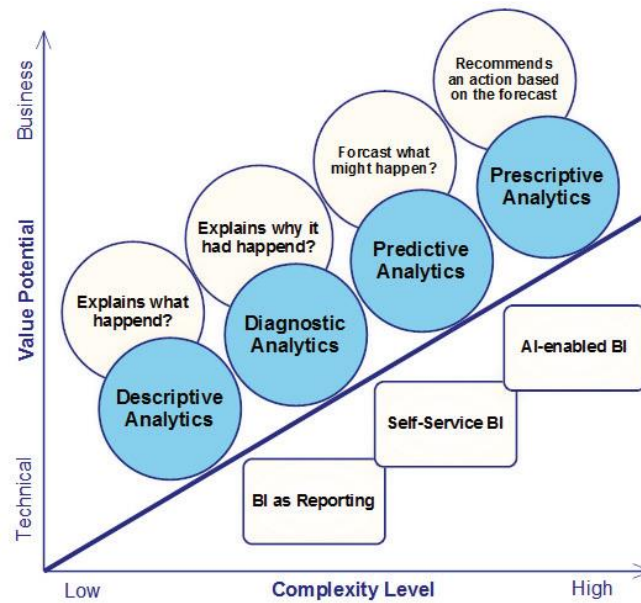 Recommends
an action based
on the forecast
Business
Forcast what
might happen?
Prescriptive
Analytics
Explains why it
had happend?
Predictive
Analytics
Value Potential
Explains what
happend?
Diagnostic
Analytics
AI-enabled BI
Descriptive
Analytics
Self-Service BI
Technical
BI as Reporting
Low
Complexity Level
High